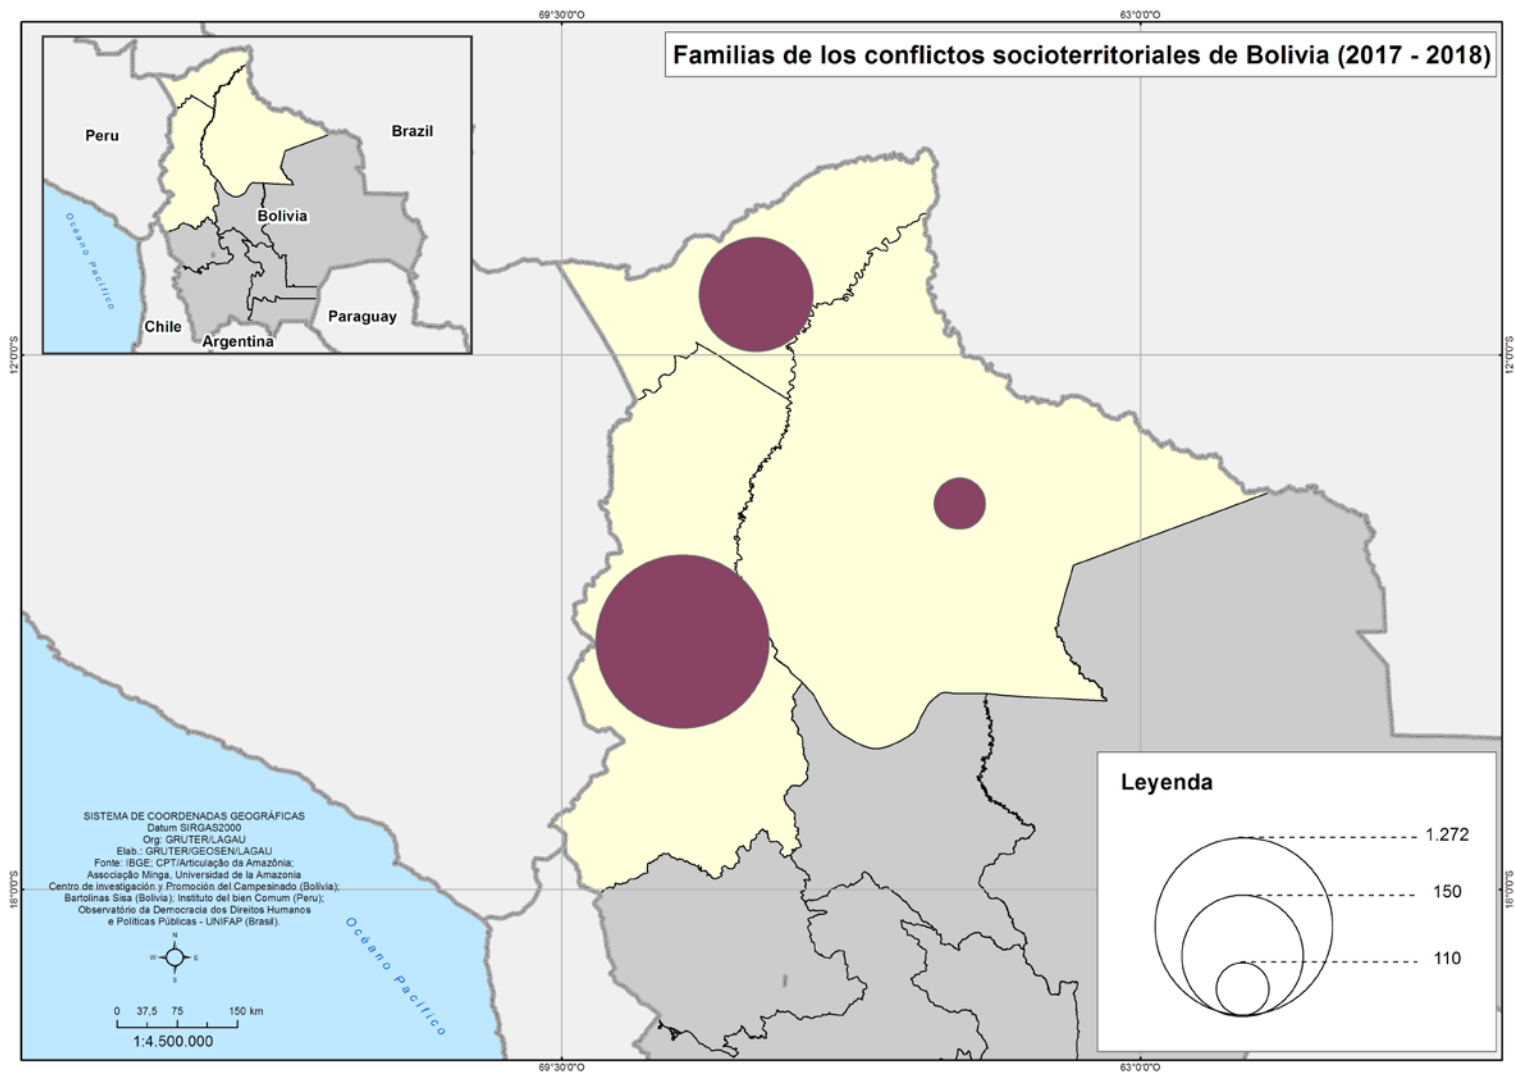 69°30'0"O
63°0'0"O
Familias de los conflictos socioterritoriales de Bolivia (2017 - 2018)
Peru
Brazil
Bolivia
Océano Pacífico
Chile
Argentina
Paraguay
12°0'0"S
12°0'0"S
Leyenda
1.272
150
110
SISTEMA DE COORDENADAS GEOGRÁFICAS
Datum SIRGAS2000
Org: GRUTER/LAGAU
Elab.: GRUTER/GEOSEN/LAGAU
Fonte: IBGE; CPT/Articulação da Amazônia;
Associação Minga, Universidad de la Amazonia
Centro de investigación y Promoción del Campesinado (Bolívia);
Bartolinas Sisa (Bolivia); Instituto del bien Comum (Peru);
Observatório da Democracia dos Direitos Humanos
e Políticas Públicas - UNIFAP (Brasil).
N
W E
S
0 37,5 75 150 km
1:4.500.000
Océano Pacífico
18°0'0"S
18°0'0"S
69°30'0"O
63°0'0"O